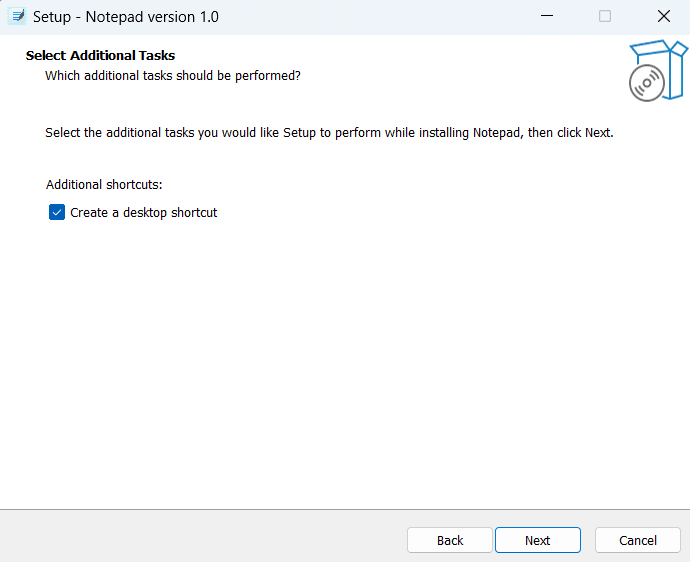 Setup - Notepad version 1.0
Select Additional Tasks
Which additional tasks should be performed?
Select the additional tasks you would like Setup to perform while installing Notepad, then click Next.
Additional shortcuts:
Create a desktop shortcut
Back Next Cancel